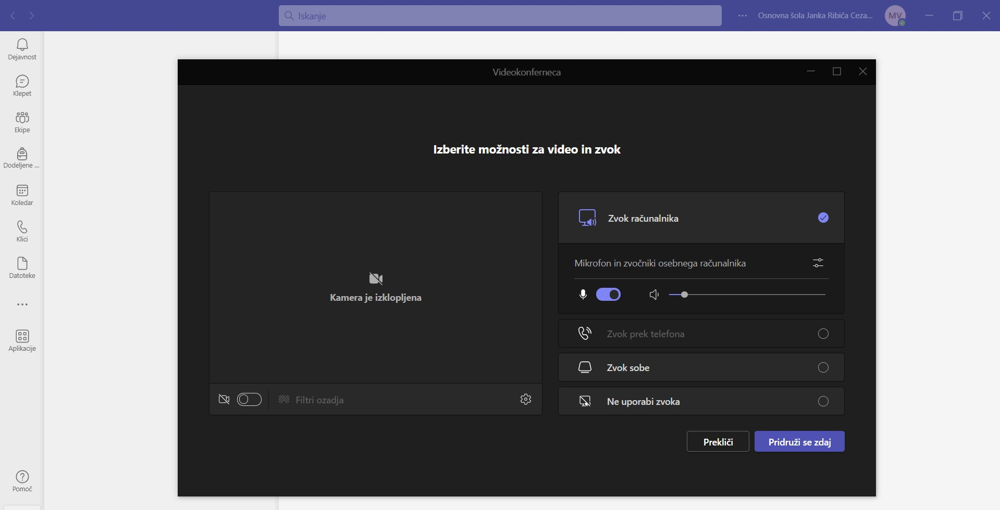 Iskanje
Osnovna šola Janka Ribiča Ceza...
MV
Dejavnost
Klepet
Ekipe
Dodeljene ...
Koledar
Klici
Datoteke
Aplikacije
Pomoč
Videokonferneca
Izberite možnosti za video in zvok
Kamera je izklopljena
Filtri ozadja
Zvok računalnika
Mikrofon in zvočniki osebnega računalnika
Zvok prek telefona
Zvok sobe
Ne uporabi zvoka
Prekliči
Pridruži se zdaj